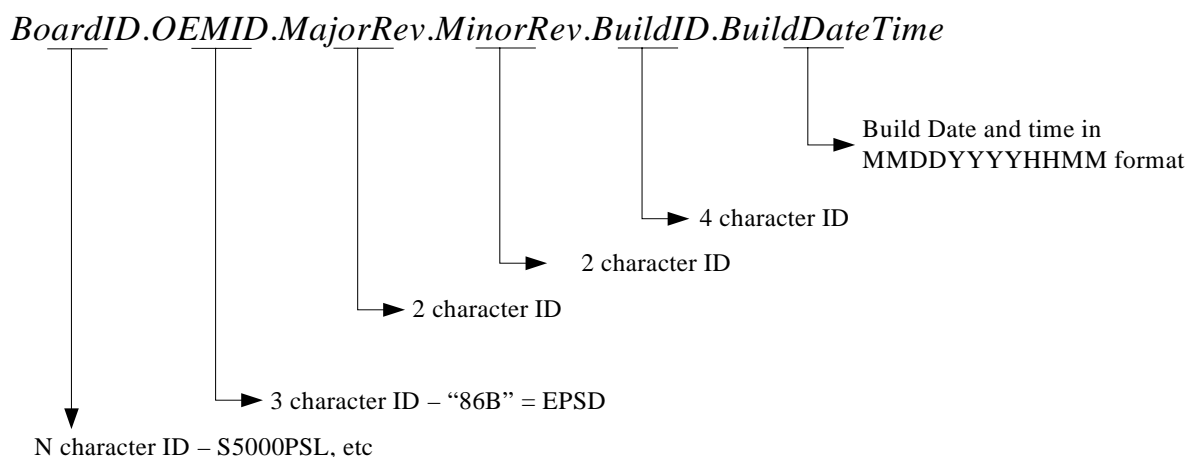 BoardID.OEMID.MajorRev.MinorRev.BuildID.BuildDateTime
Build Date and time in
MMDDYYYYHHMM format
4 character ID
2 character ID
2 character ID
3 character ID – “86B” = EPSD
N character ID – S5000PSL, etc